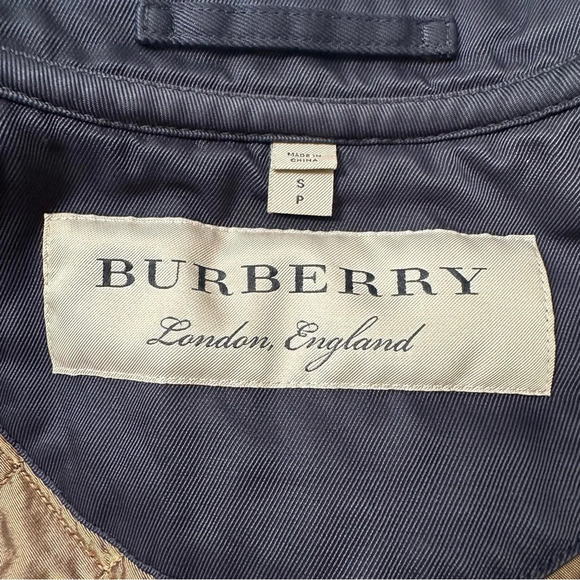 MADE IN
CHINA
S
P
BURBERRY
London, England